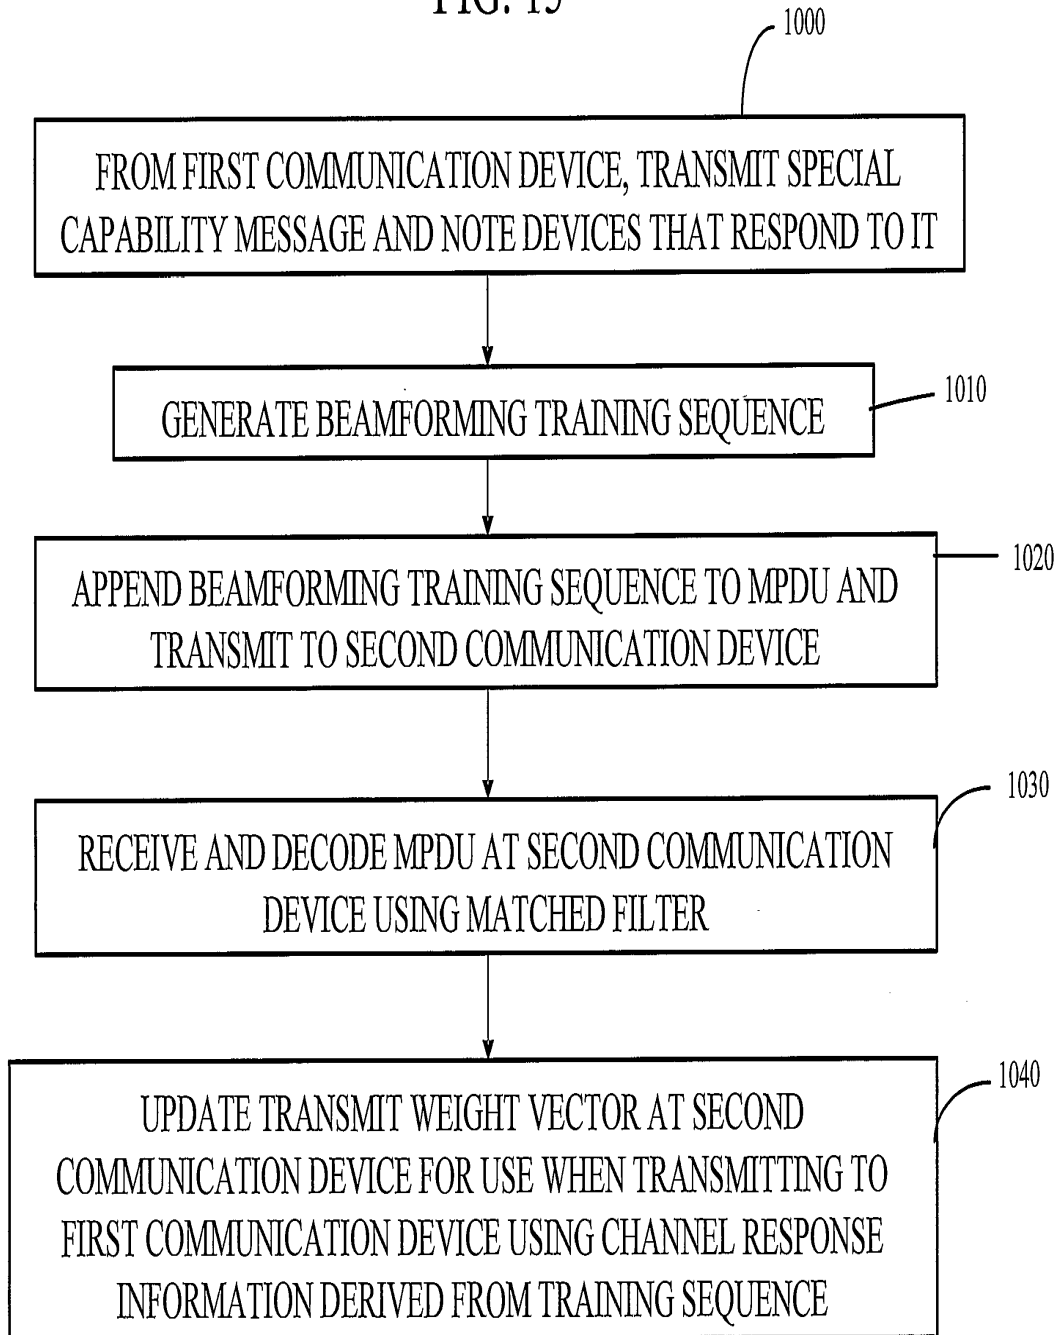 FIG. 15
1000
FROM FIRST COMMUNICATION DEVICE, TRANSMIT SPECIAL
CAPABILITY MESSAGE AND NOTE DEVICES THAT RESPOND TO IT
1010
GENERATE BEAMFORMING TRAINING SEQUENCE
1020
APPEND BEAMFORMING TRAINING SEQUENCE TO MPDU AND
TRANSMIT TO SECOND COMMUNICATION DEVICE
1030
RECEIVE AND DECODE MPDU AT SECOND COMMUNICATION
DEVICE USING MATCHED FILTER
1040
UPDATE TRANSMIT WEIGHT VECTOR AT SECOND
COMMUNICATION DEVICE FOR USE WHEN TRANSMITTING TO
FIRST COMMUNICATION DEVICE USING CHANNEL RESPONSE
INFORMATION DERIVED FROM TRAINING SEQUENCE